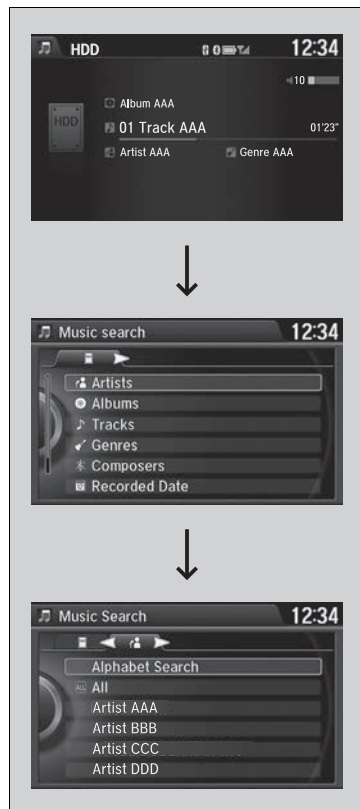 HDD
12:34
10
HDD
Album AAA
01 Track AAA
01'23"
Artist AAA Genre AAA
Music search 12:34
Artists
Albums
Tracks
Genres
Composers
Recorded Date
Music Search 12:34
Alphabet Search
ALL All
Artist AAA
Artist BBB
Artist CCC
Artist DDD